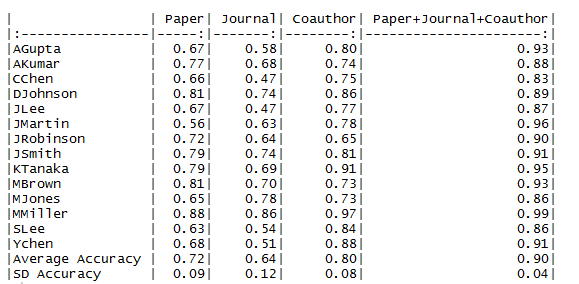 |                 | Paper| Journal| Coauthor| Paper+Journal+Coauthor|
|:----------------|-----:|-------:|--------:|----------------------:|
|AGupta           |  0.67|    0.58|     0.80|                   0.93|
|AKumar           |  0.77|    0.68|     0.74|                   0.88|
|CChen            |  0.66|    0.47|     0.75|                   0.83|
|DJohnson         |  0.81|    0.74|     0.86|                   0.89|
|JLee             |  0.67|    0.47|     0.77|                   0.87|
|JMartin          |  0.56|    0.63|     0.78|                   0.96|
|JRobinson        |  0.72|    0.64|     0.65|                   0.90|
|JSmith           |  0.79|    0.74|     0.81|                   0.91|
|KTanaka          |  0.79|    0.69|     0.91|                   0.95|
|MBrown           |  0.81|    0.70|     0.73|                   0.93|
|MJones           |  0.65|    0.78|     0.73|                   0.86|
|MMiller          |  0.88|    0.86|     0.97|                   0.99|
|SLee             |  0.63|    0.54|     0.84|                   0.86|
|Ychen            |  0.68|    0.51|     0.88|                   0.91|
|Average Accuracy |  0.72|    0.64|     0.80|                   0.90|
|SD Accuracy      |  0.09|    0.12|     0.08|                   0.04|